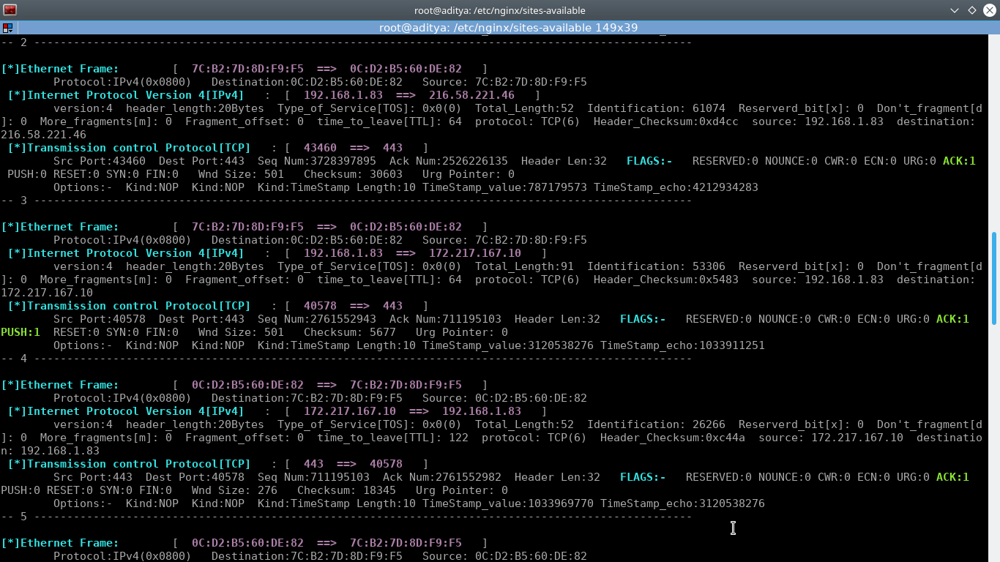 root@aditya: /etc/nginx/sites-available
root@aditya: /etc/nginx/sites-available 149x39
-- 2 ----------------------------------------------------------------------------------------------------
[*]Ethernet Frame:        [  7C:B2:7D:8D:F9:F5  ==>  0C:D2:B5:60:DE:82   ]
        Protocol:IPv4(0x0800)   Destination:0C:D2:B5:60:DE:82   Source: 7C:B2:7D:8D:F9:F5
 [*]Internet Protocol Version 4[IPv4]   :  [  192.168.1.83  ==>  216.58.221.46   ]
        version:4  header_length:20Bytes  Type_of_Service[TOS]: 0x0(0)  Total_Length:52  Identification: 61074  Reserverd_bit[x]: 0  Don't_fragment[d
]: 0  More_fragments[m]: 0  Fragment_offset: 0  time_to_leave[TTL]: 64  protocol: TCP(6)  Header_Checksum:0xd4cc  source: 192.168.1.83  destination:
216.58.221.46
 [*]Transmission control Protocol[TCP]   : [  43460  ==>  443   ]
        Src Port:43460  Dest Port:443  Seq Num:3728397895  Ack Num:2526226135  Header Len:32   FLAGS:-   RESERVED:0 NOUNCE:0 CWR:0 ECN:0 URG:0 ACK:1
 PUSH:0 RESET:0 SYN:0 FIN:0   Wnd Size: 501   Checksum: 30603   Urg Pointer: 0
        Options:-  Kind:NOP  Kind:NOP  Kind:TimeStamp Length:10 TimeStamp_value:787179573 TimeStamp_echo:4212934283
-- 3 ----------------------------------------------------------------------------------------------------
[*]Ethernet Frame:        [  7C:B2:7D:8D:F9:F5  ==>  0C:D2:B5:60:DE:82   ]
        Protocol:IPv4(0x0800)   Destination:0C:D2:B5:60:DE:82   Source: 7C:B2:7D:8D:F9:F5
 [*]Internet Protocol Version 4[IPv4]   :  [  192.168.1.83  ==>  172.217.167.10   ]
        version:4  header_length:20Bytes  Type_of_Service[TOS]: 0x0(0)  Total_Length:91  Identification: 53306  Reserverd_bit[x]: 0  Don't_fragment[d
]: 0  More_fragments[m]: 0  Fragment_offset: 0  time_to_leave[TTL]: 64  protocol: TCP(6)  Header_Checksum:0x5483  source: 192.168.1.83  destination:
172.217.167.10
 [*]Transmission control Protocol[TCP]   : [  40578  ==>  443   ]
        Src Port:40578  Dest Port:443  Seq Num:2761552943  Ack Num:711195103  Header Len:32   FLAGS:-   RESERVED:0 NOUNCE:0 CWR:0 ECN:0 URG:0 ACK:1
PUSH:1  RESET:0 SYN:0 FIN:0   Wnd Size: 501   Checksum: 5677   Urg Pointer: 0
        Options:-  Kind:NOP  Kind:NOP  Kind:TimeStamp Length:10 TimeStamp_value:3120538276 TimeStamp_echo:1033911251
-- 4 ----------------------------------------------------------------------------------------------------
[*]Ethernet Frame:        [  0C:D2:B5:60:DE:82  ==>  7C:B2:7D:8D:F9:F5   ]
        Protocol:IPv4(0x0800)   Destination:7C:B2:7D:8D:F9:F5   Source: 0C:D2:B5:60:DE:82
 [*]Internet Protocol Version 4[IPv4]   :  [  172.217.167.10  ==>  192.168.1.83   ]
        version:4  header_length:20Bytes  Type_of_Service[TOS]: 0x0(0)  Total_Length:52  Identification: 26266  Reserverd_bit[x]: 0  Don't_fragment[d
]: 0  More_fragments[m]: 0  Fragment_offset: 0  time_to_leave[TTL]: 122  protocol: TCP(6)  Header_Checksum:0xc44a  source: 172.217.167.10  destinatio
n: 192.168.1.83
 [*]Transmission control Protocol[TCP]   : [  443  ==>  40578   ]
        Src Port:443  Dest Port:40578  Seq Num:711195103  Ack Num:2761552982  Header Len:32   FLAGS:-   RESERVED:0 NOUNCE:0 CWR:0 ECN:0 URG:0 ACK:1
PUSH:0 RESET:0 SYN:0 FIN:0   Wnd Size: 276   Checksum: 18345   Urg Pointer: 0
        Options:-  Kind:NOP  Kind:NOP  Kind:TimeStamp Length:10 TimeStamp_value:1033969770 TimeStamp_echo:3120538276
-- 5 ----------------------------------------------------------------------------------------------------
[*]Ethernet Frame:        [  0C:D2:B5:60:DE:82  ==>  7C:B2:7D:8D:F9:F5   ]
        Protocol:IPv4(0x0800)   Destination:7C:B2:7D:8D:F9:F5   Source: 0C:D2:B5:60:DE:82